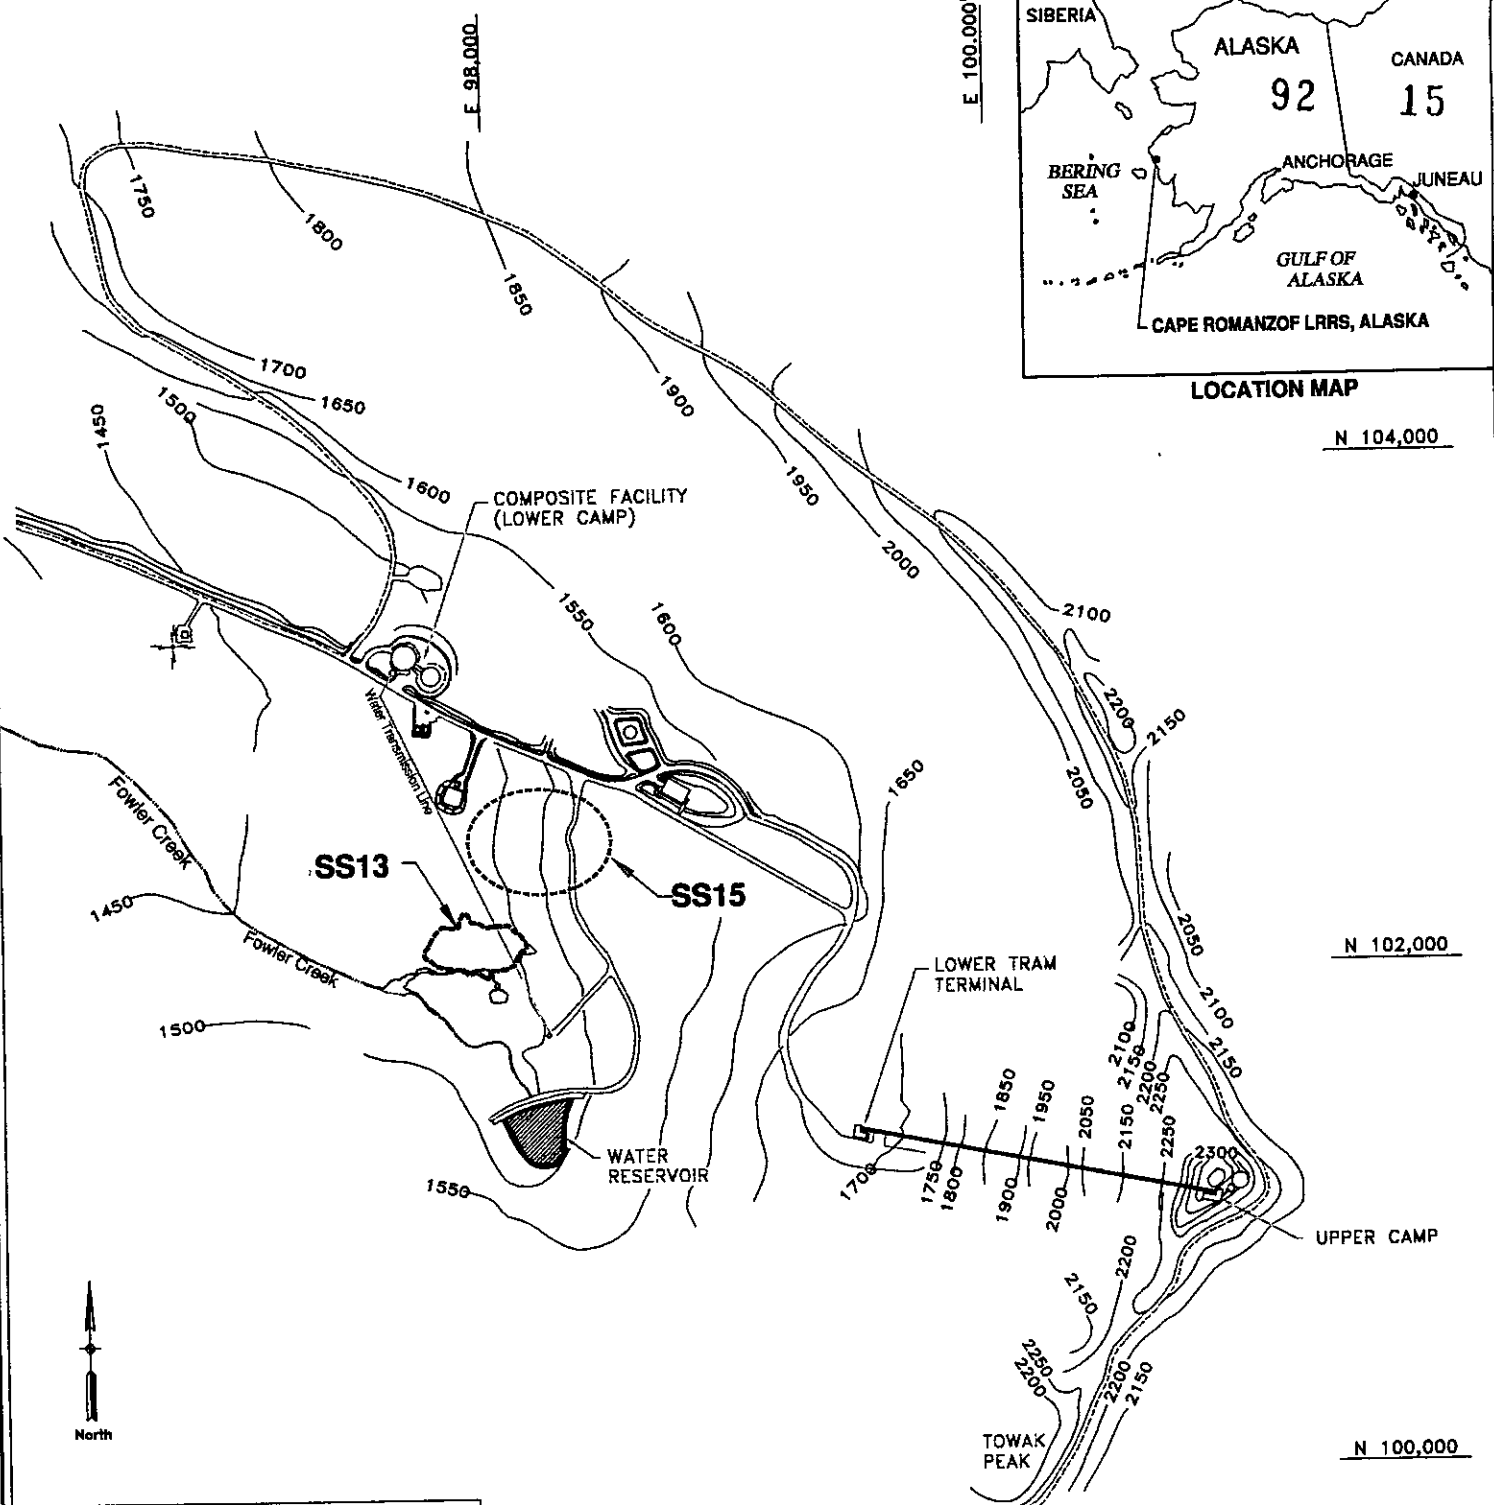 E 98,000
E 100.000
SIBERIA
ALASKA
CANADA
92
15
BERING
SEA
ANCHORAGE
JUNEAU
GULF OF
ALASKA
CAPE ROMANZOF LRRS, ALASKA
LOCATION MAP
N 104,000
1750
1800
1850
1700
1650
1900
1500
1450
1950
1600
COMPOSITE FACILITY
(LOWER CAMP)
2000
1550
1600
2100
2200
2150
Water Transmission Line
2050
1650
Fowler Creek
SS13
SS15
1450
2050
Fowler Creek
N 102,000
LOWER TRAM
TERMINAL
2100
1500
2100
2150
2200
2250
2150
1850
1950
2050
2150
2250
WATER
RESERVOIR
2300
1550
1700
1750
1800
1900
2000
UPPER CAMP
2200
2150
2250
2200
2200
2150
North
TOWAK
PEAK
N 100,000